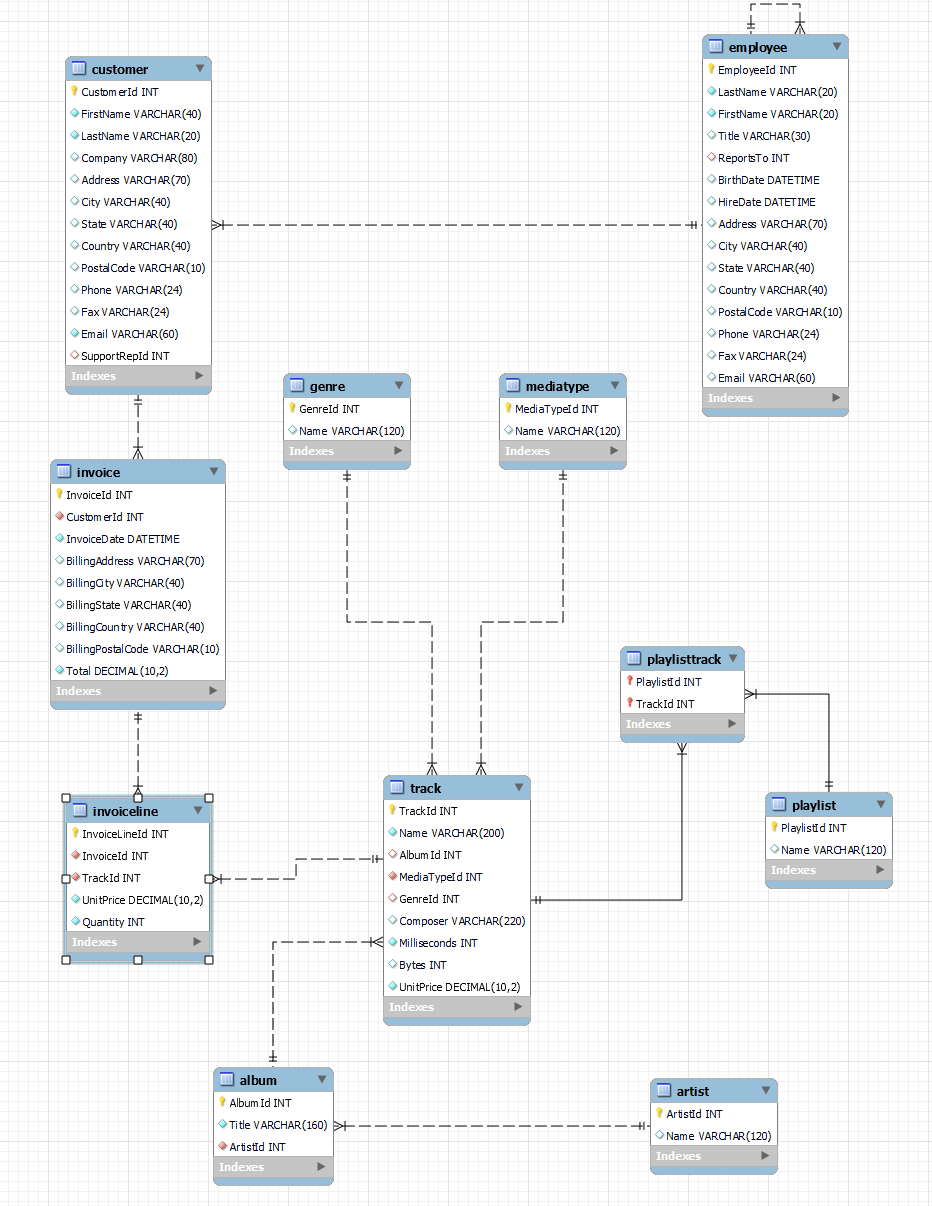 employee
EmployeeId INT
LastName VARCHAR(20)
FirstName VARCHAR(20)
Title VARCHAR(30)
ReportsTo INT
BirthDate DATETIME
HireDate DATETIME
Address VARCHAR(70)
City VARCHAR(40)
State VARCHAR(40)
Country VARCHAR(40)
PostalCode VARCHAR(10)
Phone VARCHAR(24)
Fax VARCHAR(24)
Email VARCHAR(60)
Indexes
customer
CustomerId INT
FirstName VARCHAR(40)
LastName VARCHAR(20)
Company VARCHAR(80)
Address VARCHAR(70)
City VARCHAR(40)
State VARCHAR(40)
Country VARCHAR(40)
PostalCode VARCHAR(10)
Phone VARCHAR(24)
Fax VARCHAR(24)
Email VARCHAR(60)
SupportRepId INT
Indexes
genre
GenreId INT
Name VARCHAR(120)
Indexes
mediatype
MediaTypeId INT
Name VARCHAR(120)
Indexes
invoice
InvoiceId INT
CustomerId INT
InvoiceDate DATETIME
BillingAddress VARCHAR(70)
BillingCity VARCHAR(40)
BillingState VARCHAR(40)
BillingCountry VARCHAR(40)
BillingPostalCode VARCHAR(10)
Total DECIMAL(10,2)
Indexes
playlisttrack
PlaylistId INT
TrackId INT
Indexes
track
TrackId INT
Name VARCHAR(200)
AlbumId INT
MediaTypeId INT
GenreId INT
Composer VARCHAR(220)
Milliseconds INT
Bytes INT
UnitPrice DECIMAL(10,2)
Indexes
playlist
PlaylistId INT
Name VARCHAR(120)
Indexes
invoiceline
InvoiceLineId INT
InvoiceId INT
TrackId INT
UnitPrice DECIMAL(10,2)
Quantity INT
Indexes
album
AlbumId INT
Title VARCHAR(160)
ArtistId INT
Indexes
artist
ArtistId INT
Name VARCHAR(120)
Indexes